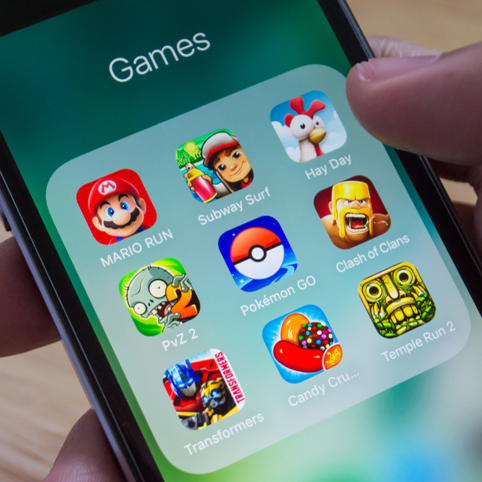 Games
MARIO RUN
Subway Surf
Hay Day
PvZ 2
Pokémon GO
Clash of Clans
Transformers
Candy Cru...
Temple Run 2
M
2
TRANSFORMERS